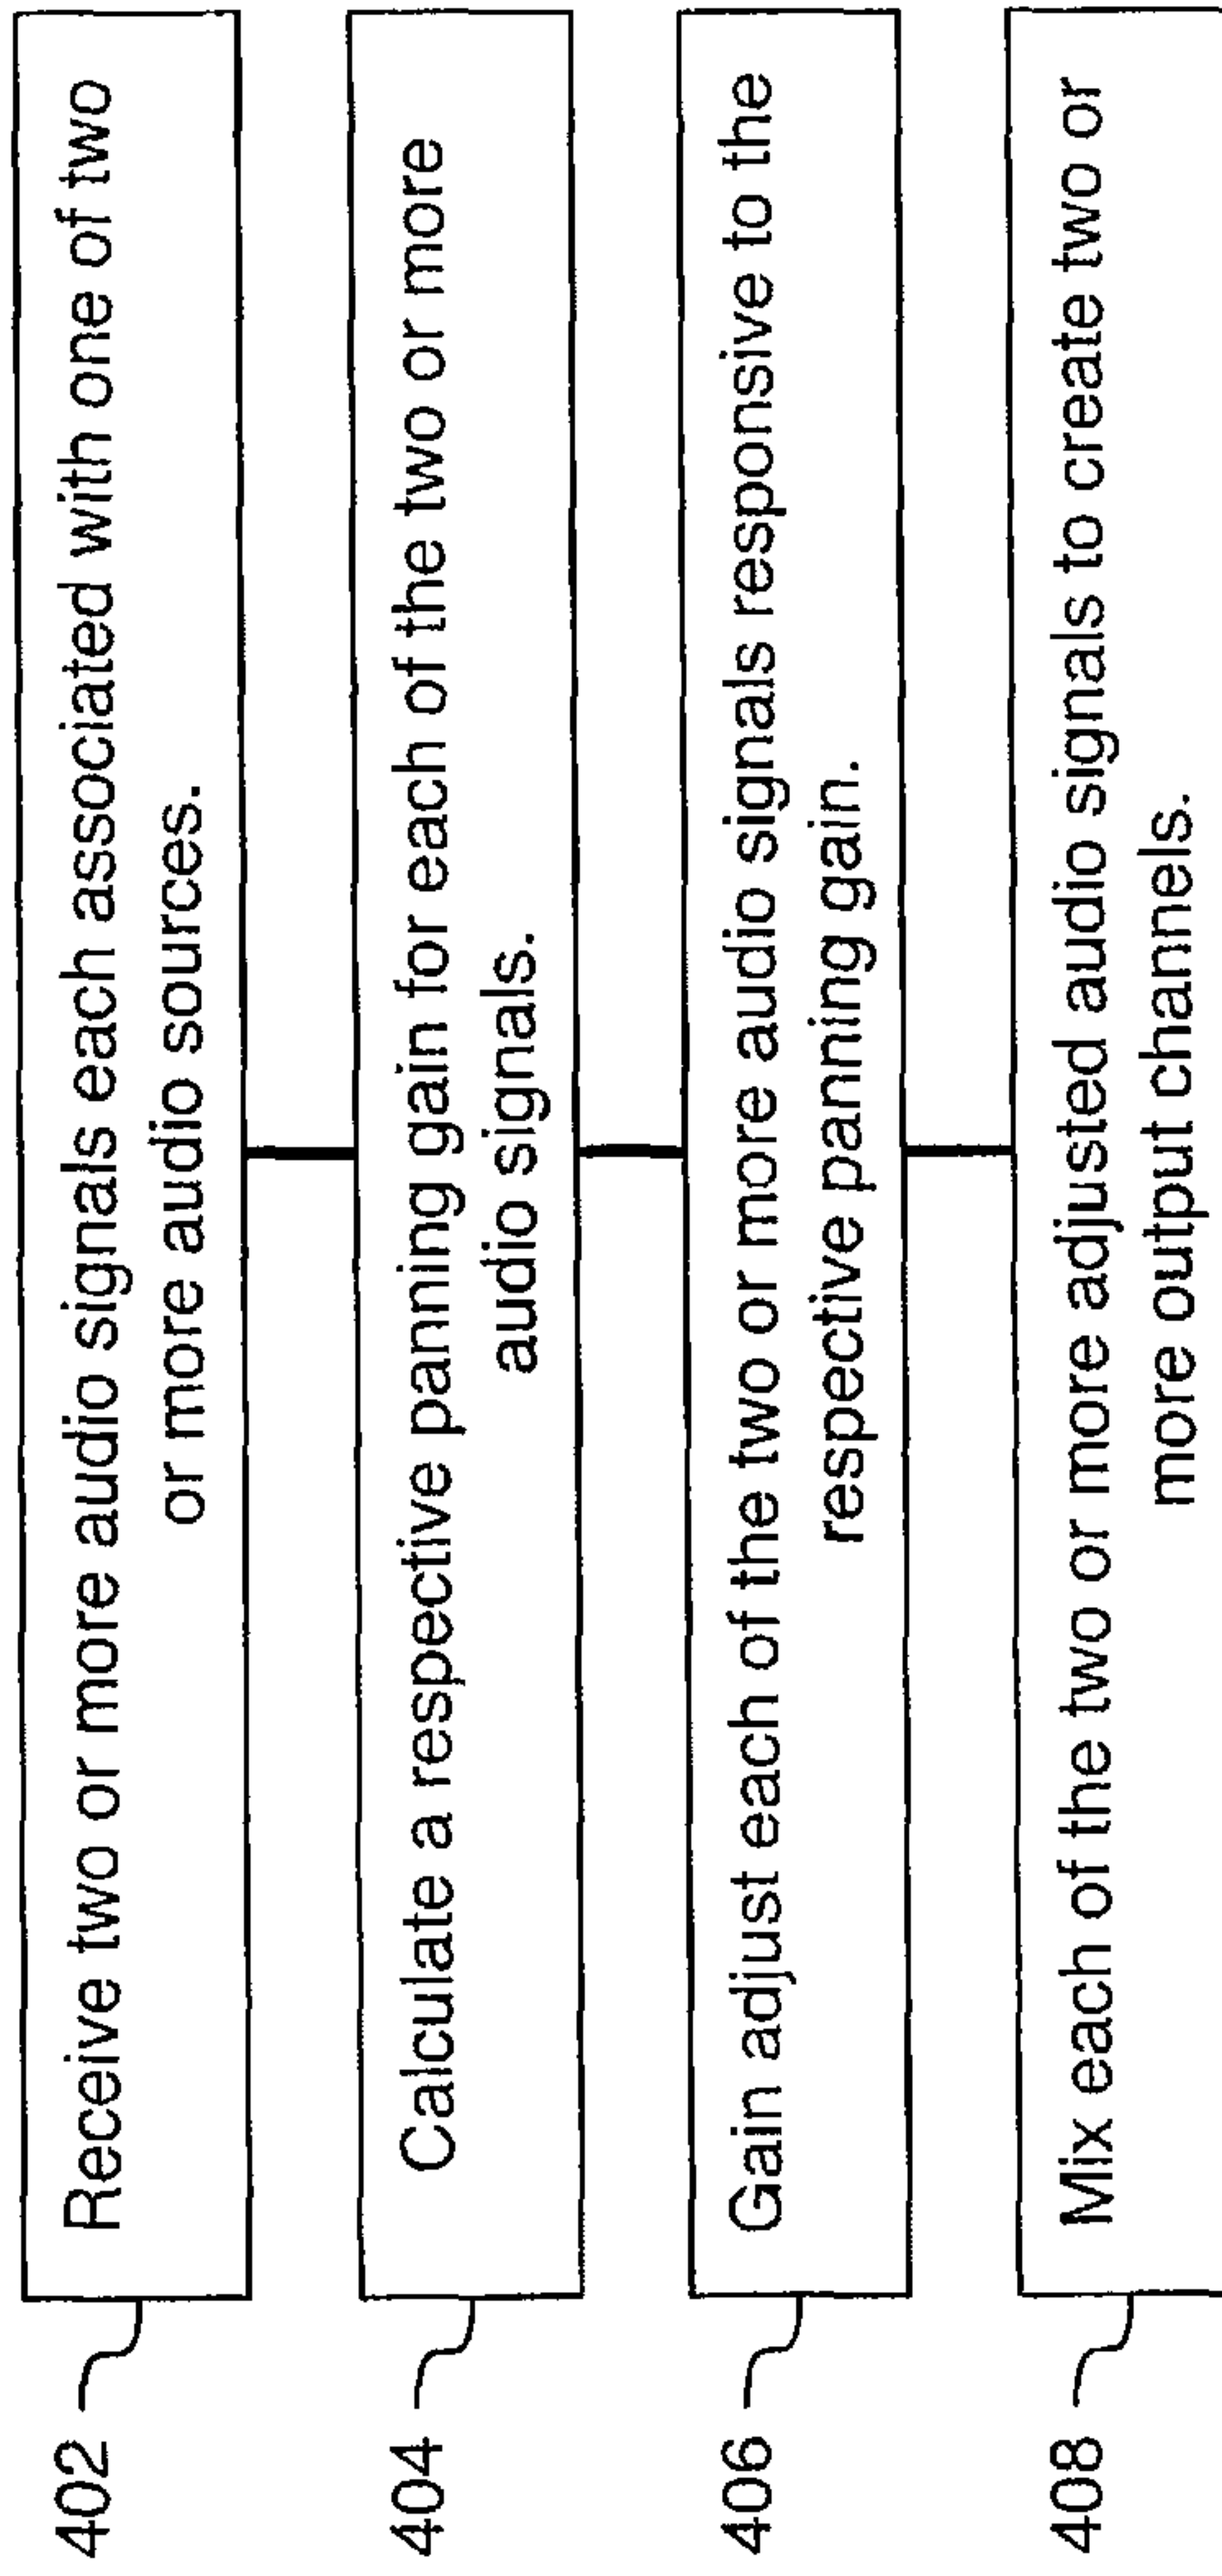 402
Receive two or more audio signals each associated with one of two
or more audio sources.
404
Calculate a respective panning gain for each of the two or more
audio signals.
406
Gain adjust each of the two or more audio signals responsive to the
respective panning gain.
408
Mix each of the two or more adjusted audio signals to create two or
more output channels.